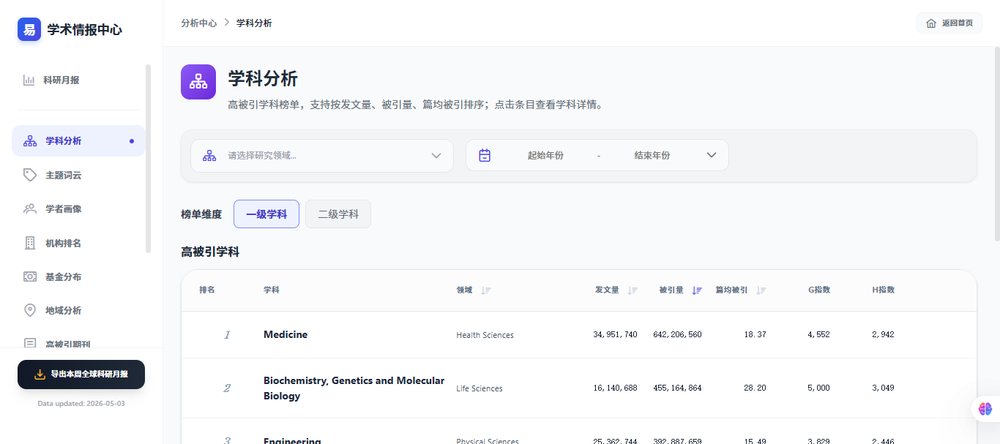 易 学术情报中心
科研月报
学科分析
主题词云
学者画像
机构排名
基金分布
地域分析
高被引期刊
导出本周全球科研月报
Data updated: 2026-05-03
分析中心 学科分析
返回首页
学科分析
高被引学科榜单，支持按发文量、被引量、篇均被引排序；点击条目查看学科详情。
请选择研究领域...
起始年份 - 结束年份
榜单维度 一级学科 二级学科
高被引学科
排名 学科 领域 发文量 被引量 篇均被引 G指数 H指数
1 Medicine Health Sciences 34,951,740 642,206,560 18.37 4,552 2,942
2 Biochemistry, Genetics and Molecular Biology Life Sciences 16,140,688 455,164,864 28.20 5,000 3,049
3 Engineering Physical Sciences 25,362,744 392,887,659 15.49 3,829 2,446